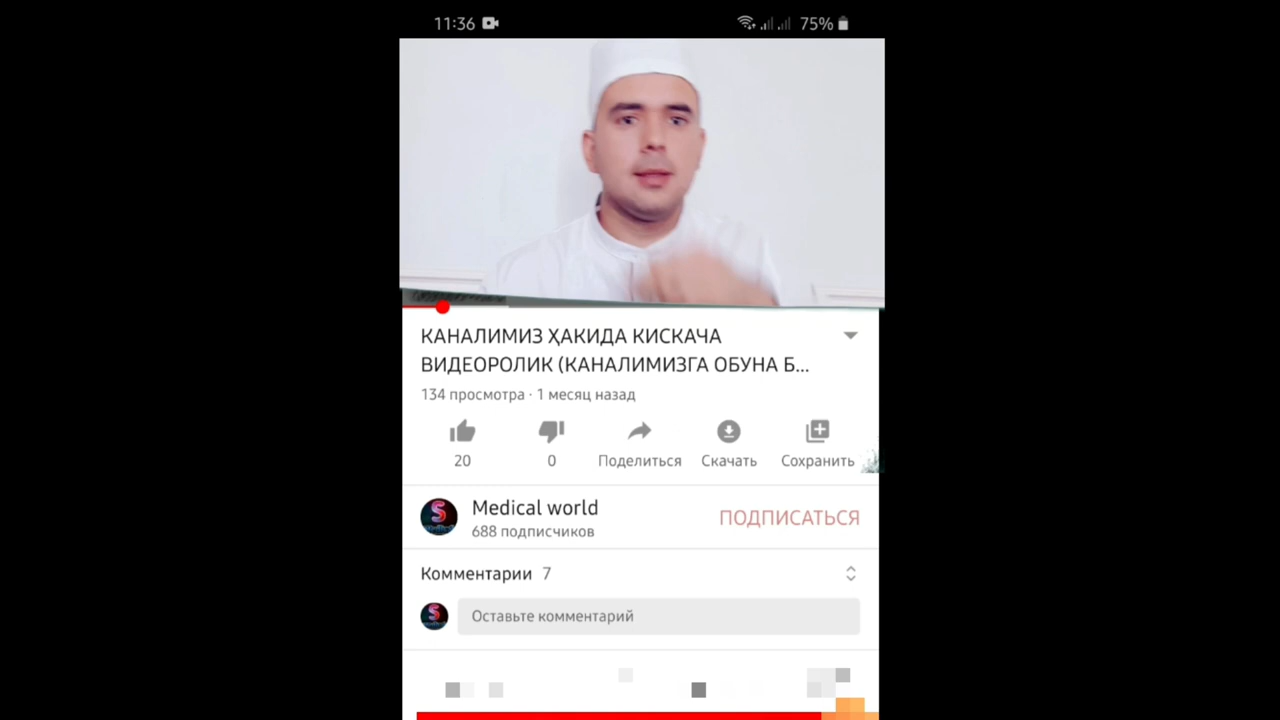 11:36 75%
КАНАЛИМИЗ ҲАКИДА КИСКАЧА
ВИДЕОРОЛИК (КАНАЛИМИЗГА ОБУНА Б...
134 просмотра · 1 месяц назад
20 0 Поделиться Скачать Сохранить
Medical world
688 подписчиков
ПОДПИСАТЬСЯ
Комментарии 7
Оставьте комментарий